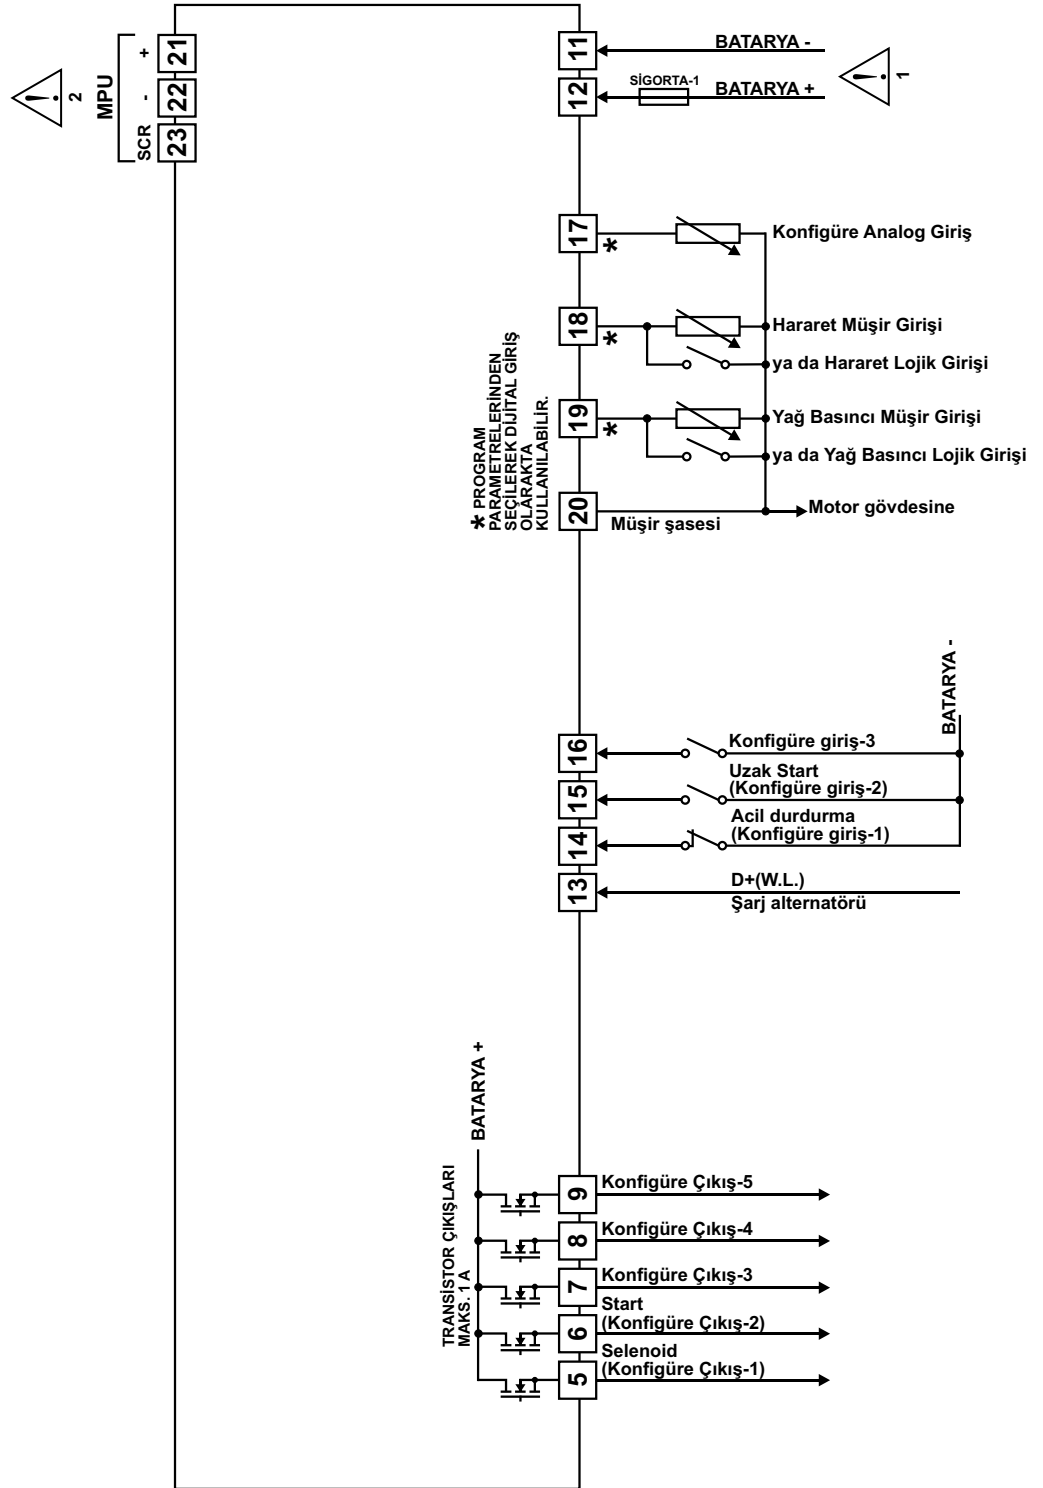 21 +
22 -
23 SCR
MPU
2
11 BATARYA -
12 SİGORTA-1 BATARYA +
1
17 * Konfigüre Analog Giriş
18 * Hararet Müşir Girişi
ya da Hararet Lojik Girişi
19 * Yağ Basıncı Müşir Girişi
ya da Yağ Basıncı Lojik Girişi
20 Müşir şasesi Motor gövdesine
* PROGRAM
PARAMETRELERİNDEN
SEÇİLEREK DİJİTAL GİRİŞ
OLARAKTA
KULLANILABİLİR.
BATARYA -
16 Konfigüre giriş-3
15 Uzak Start
(Konfigüre giriş-2)
14 Acil durdurma
(Konfigüre giriş-1)
13 D+(W.L.)
Şarj alternatörü
BATARYA +
TRANSİSTOR ÇIKIŞLARI
MAKS. 1 A
9 Konfigüre Çıkış-5
8 Konfigüre Çıkış-4
7 Konfigüre Çıkış-3
6 Start
(Konfigüre Çıkış-2)
5 Selenoid
(Konfigüre Çıkış-1)